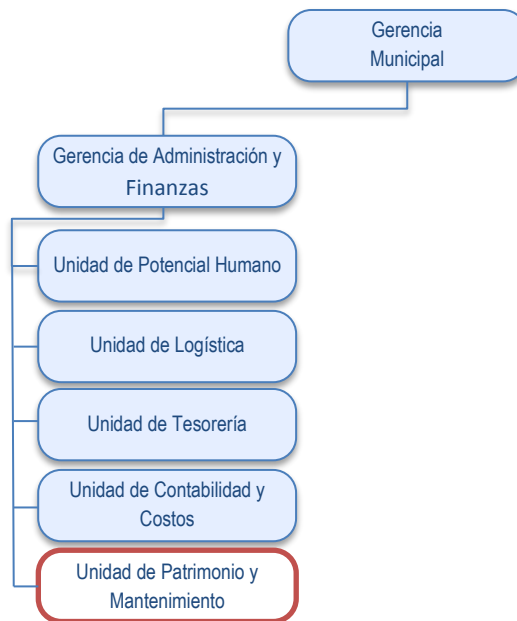 Gerencia
Municipal
Gerencia de Administración y
Finanzas
Unidad de Potencial Humano
Unidad de Logística
Unidad de Tesorería
Unidad de Contabilidad y
Costos
Unidad de Patrimonio y
Mantenimiento